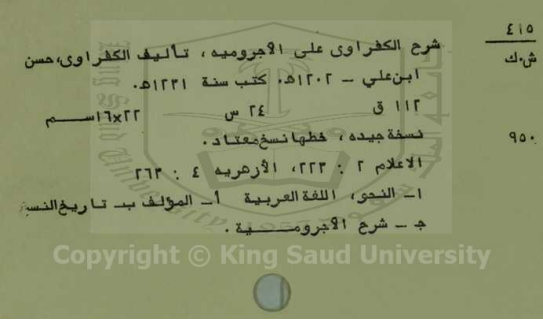 ٤١٥
ش.ك
شرح الكفراوى على الاجروميه، تأليف الكفراوى، حسن
ابن علي - ١٢٠٢هـ. كتب سنة ١٢٣١هـ.
١١٢ ق ٢٤ س ٢٢×١٦سم
نسخة جيده، خطها نسخ معتاد.
٩٥٠
الاعلام ٢ : ٢٢٣، الأزهريه ٤ : ٢٦٣
١- النحو، اللغة العربية أ- المؤلف ب- تاريخ النسـ
جـ - شرح الاجرومية.
Copyright © King Saud University